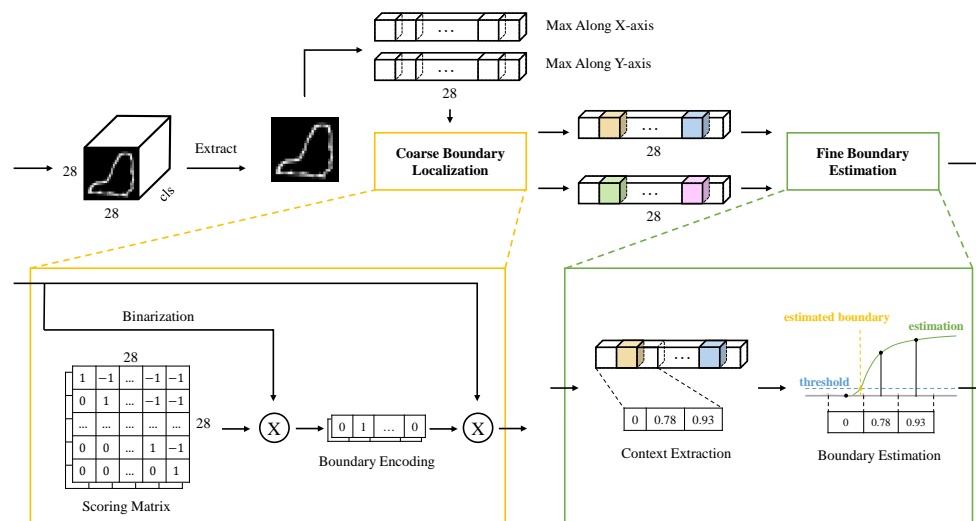 ...
Max Along X-axis
...
Max Along Y-axis
28
Extract
28
28
cls
Coarse Boundary
Localization
...
28
...
28
Fine Boundary
Estimation
Binarization
28
1 −1 ... −1 −1
0 1 ... −1 −1
... ... ... ... ...
0 0 ... 1 −1
0 0 ... 0 1
28
Scoring Matrix
X
0 1 ... 0
Boundary Encoding
X
...
0 0.78 0.93
Context Extraction
estimated boundary
estimation
threshold
0 0.78 0.93
Boundary Estimation